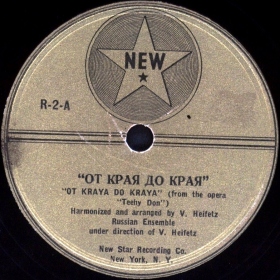 NEW
R-2-A
"ОТ КРАЯ ДО КРАЯ"
"OT KRAYA DO KRAYA" (from the opera
"Teehy Don")
Harmonized and arranged by V. Heifetz
Russian Ensemble
under direction of V. Heifetz
New Star Recording Co.
New York, N. Y.